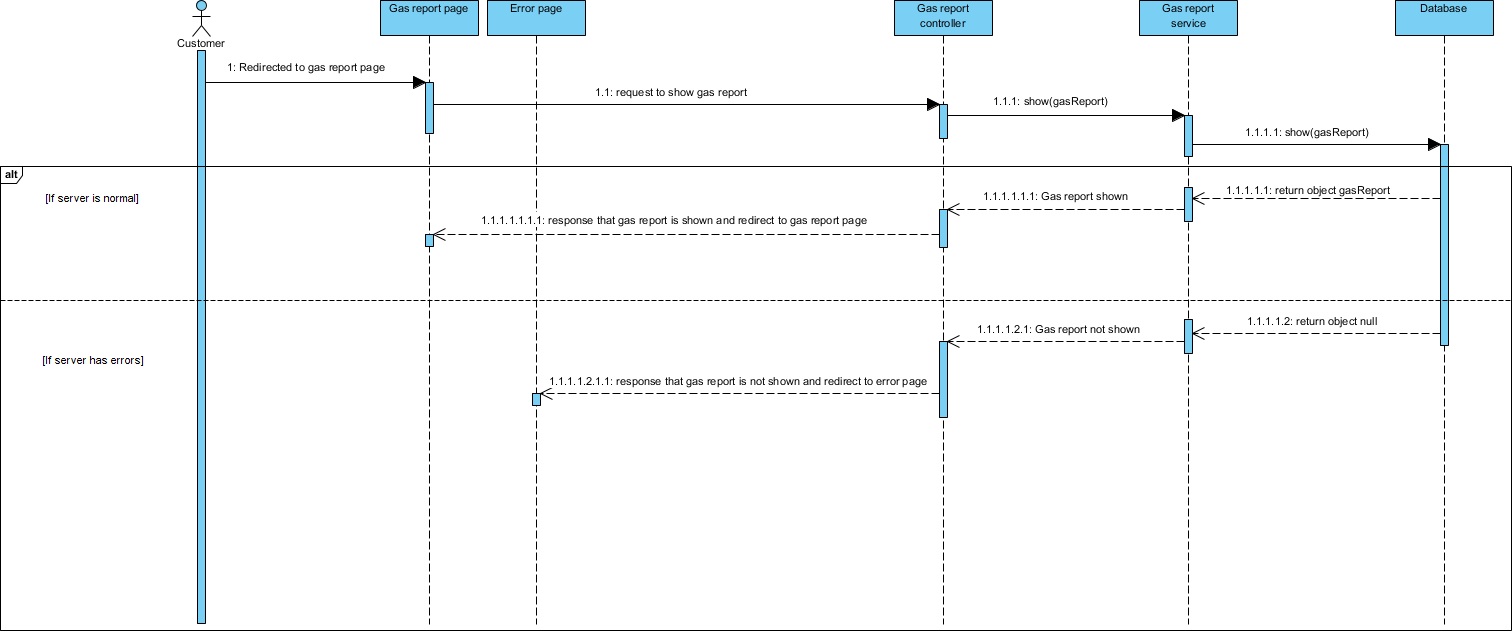 Gas report page
Error page
Gas report
controller
Gas report
service
Database
Customer
1: Redirected to gas report page
1.1: request to show gas report
1.1.1: show(gasReport)
1.1.1.1: show(gasReport)
alt
[If server is normal]
1.1.1.1.1: return object gasReport
1.1.1.1.1.1: Gas report shown
1.1.1.1.1.1.1: response that gas report is shown and redirect to gas report page
1.1.1.1.2: return object null
1.1.1.1.2.1: Gas report not shown
[If server has errors]
1.1.1.1.2.1.1: response that gas report is not shown and redirect to error page